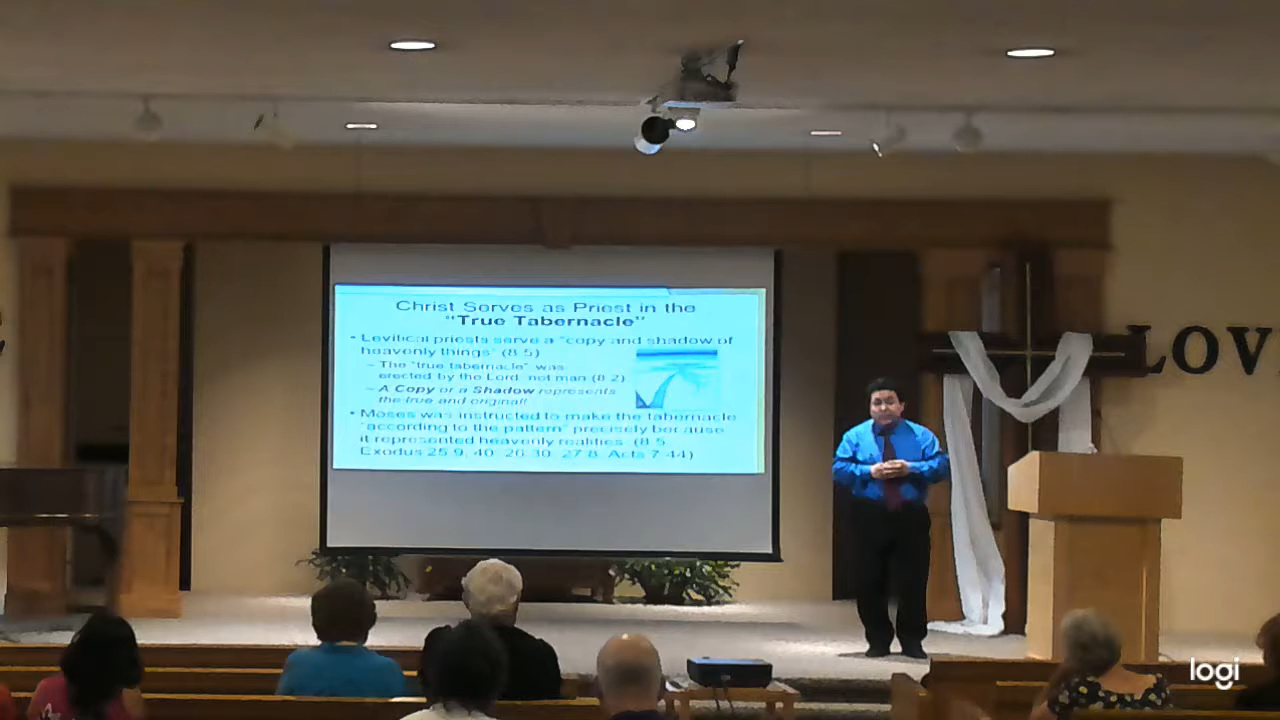 Christ Serves as Priest in the
"True Tabernacle"
• Levitical priests serve a "copy and shadow of
heavenly things" (8:5)
– The "true tabernacle" was
erected by the Lord, not man (8:2)
– A Copy or a Shadow represents
the true and original!
• Moses was instructed to make the tabernacle
"according to the pattern" precisely because
it represented heavenly realities. (8:5,
Exodus 25:9, 40; 26:30; 27:8; Acts 7:44)
LOV
logi